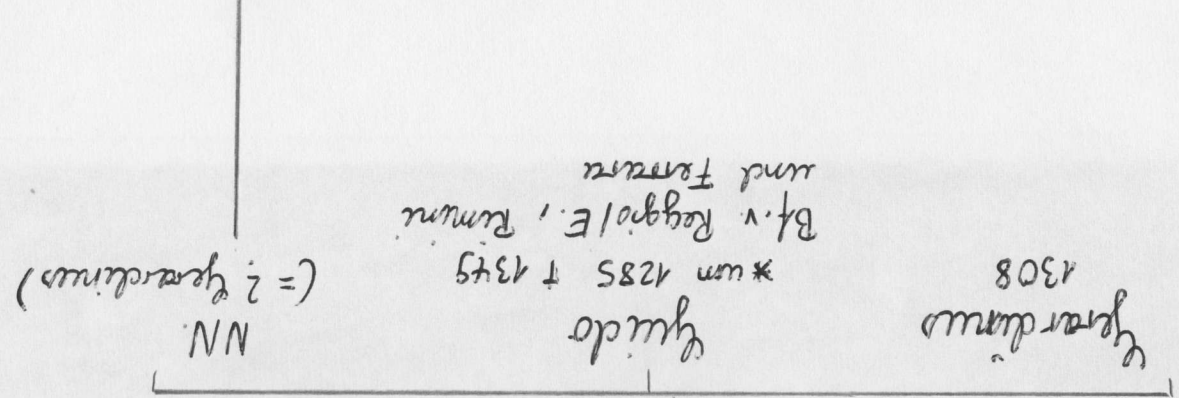 Gerardinus
1308
Guido
* um 1285 † 1349
Bf. v. Reggio/E., Rimini
und Ferrara
NN.
(= ? Gerardinus)